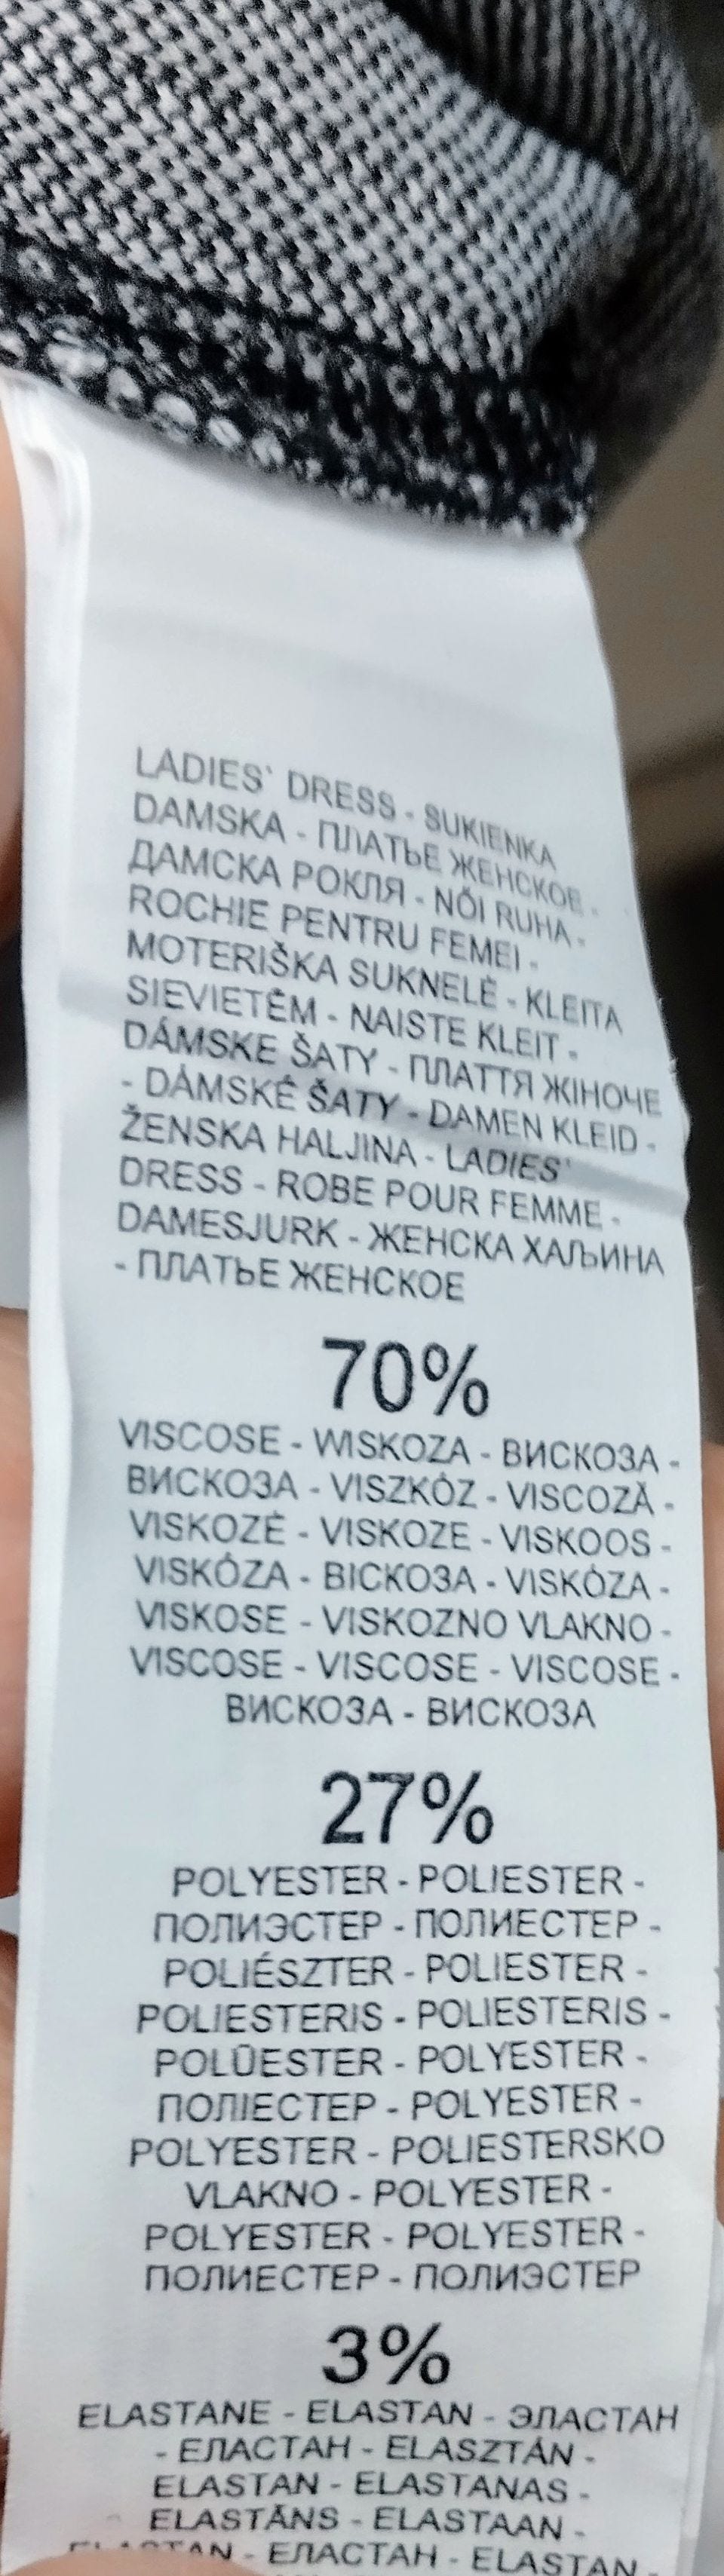 LADIES` DRESS - SUKIENKA
DAMSKA - ПЛАТЬЕ ЖЕНСКОЕ -
ДАМСКА РОКЛЯ - NŐI RUHA -
ROCHIE PENTRU FEMEI -
MOTERIŠKA SUKNELĖ - KLEITA
SIEVIETĒM - NAISTE KLEIT -
DÁMSKE ŠATY - ПЛАТТЯ ЖІНОЧЕ
- DÁMSKÉ ŠATY - DAMEN KLEID -
ŽENSKA HALJINA - LADIES'
DRESS - ROBE POUR FEMME -
DAMESJURK - ЖЕНСКА ХАЉИНА
- ПЛАТЬЕ ЖЕНСКОЕ
70%
VISCOSE - WISKOZA - ВИСКОЗА -
ВИСКОЗА - VISZKÓZ - VISCOZĂ -
VISKOZĖ - VISKOZE - VISKOOS -
VISKÓZA - ВІСКОЗА - VISKÓZA -
VISKOSE - VISKOZNO VLAKNO -
VISCOSE - VISCOSE - VISCOSE -
ВИСКОЗА - ВИСКОЗА
27%
POLYESTER - POLIESTER -
ПОЛИЭСТЕР - ПОЛИЕСТЕР -
POLIÉSZTER - POLIESTER -
POLIESTERIS - POLIESTERIS -
POLÜESTER - POLYESTER -
ПОЛІЕСТЕР - POLYESTER -
POLYESTER - POLIESTERSKO
VLAKNO - POLYESTER -
POLYESTER - POLYESTER -
ПОЛИЕСТЕР - ПОЛИЭСТЕР
3%
ELASTANE - ELASTAN - ЭЛАСТАН
- ЕЛАСТАН - ELASZTÁN -
ELASTAN - ELASTANAS -
ELASTĀNS - ELASTAAN -
ELASTAN - ЕЛАСТАН - ELASTAN